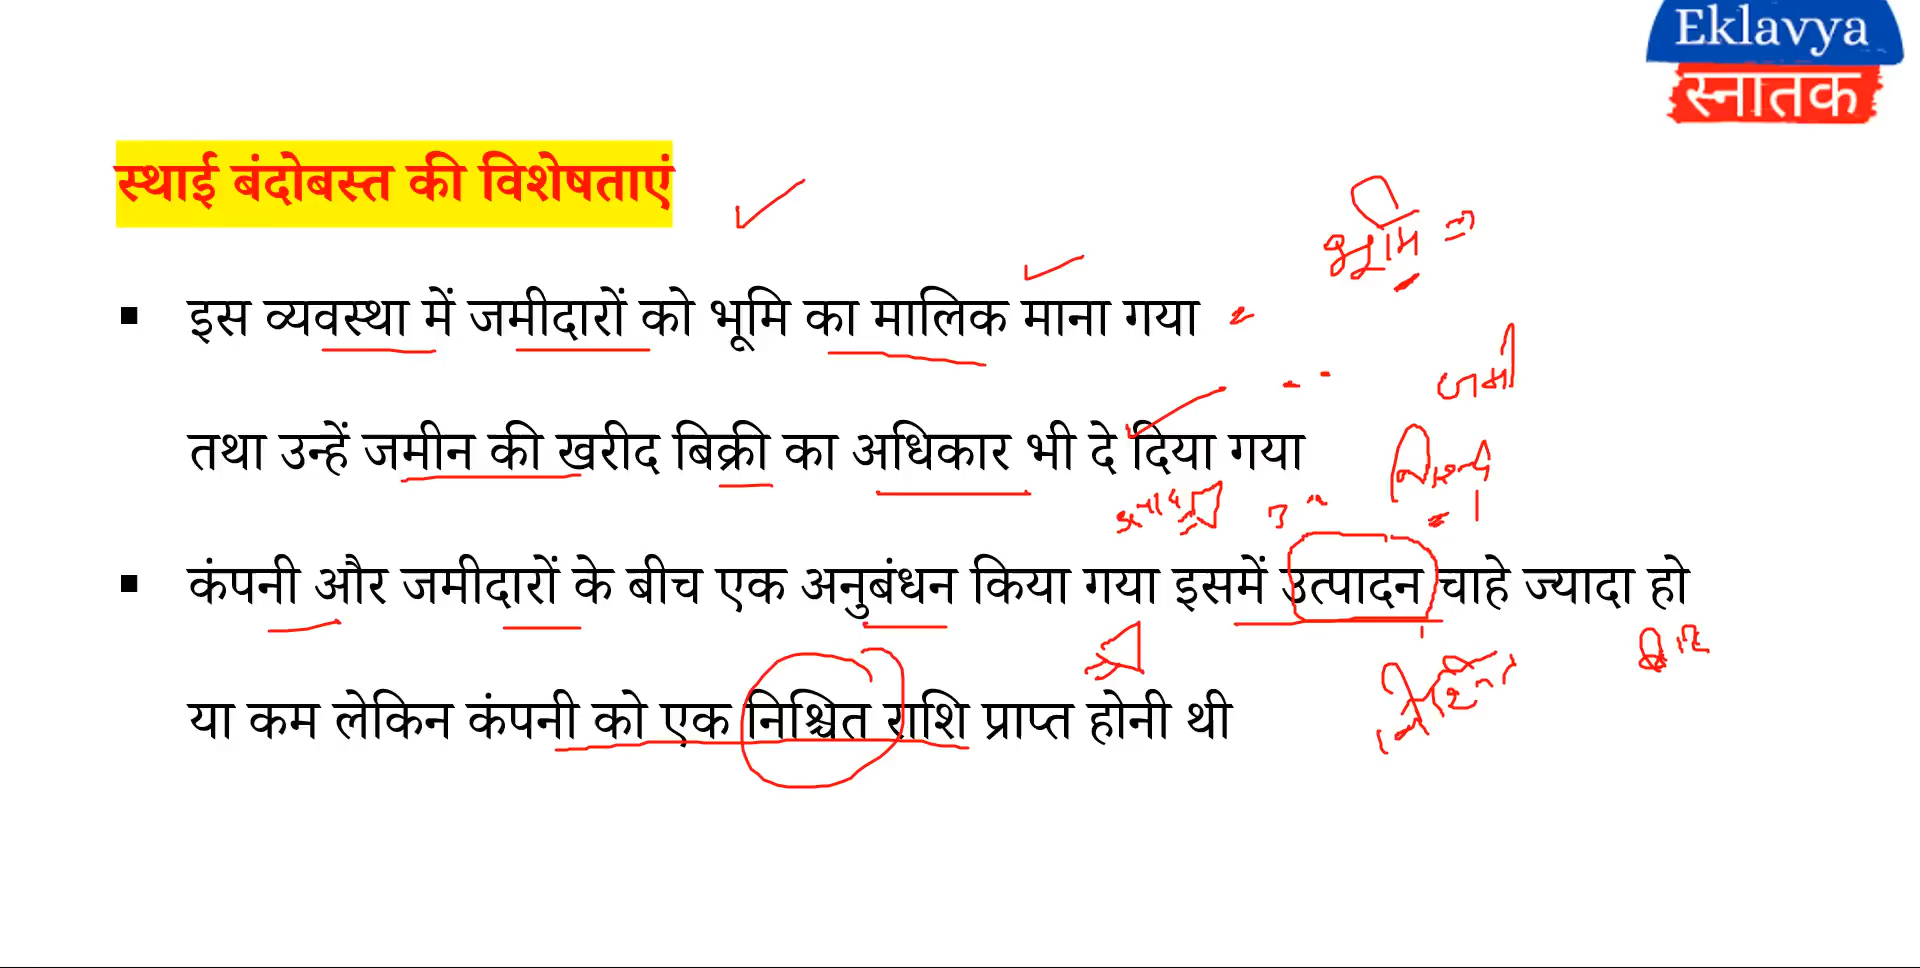 Eklavya
स्नातक
स्थाई बंदोबस्त की विशेषताएं
भूमि
▪ इस व्यवस्था में जमीदारों को भूमि का मालिक माना गया
जमी
तथा उन्हें जमीन की खरीद बिक्री का अधिकार भी दे दिया गया
▪ कंपनी और जमीदारों के बीच एक अनुबंधन किया गया इसमें उत्पादन चाहे ज्यादा हो
या कम लेकिन कंपनी को एक निश्चित राशि प्राप्त होनी थी